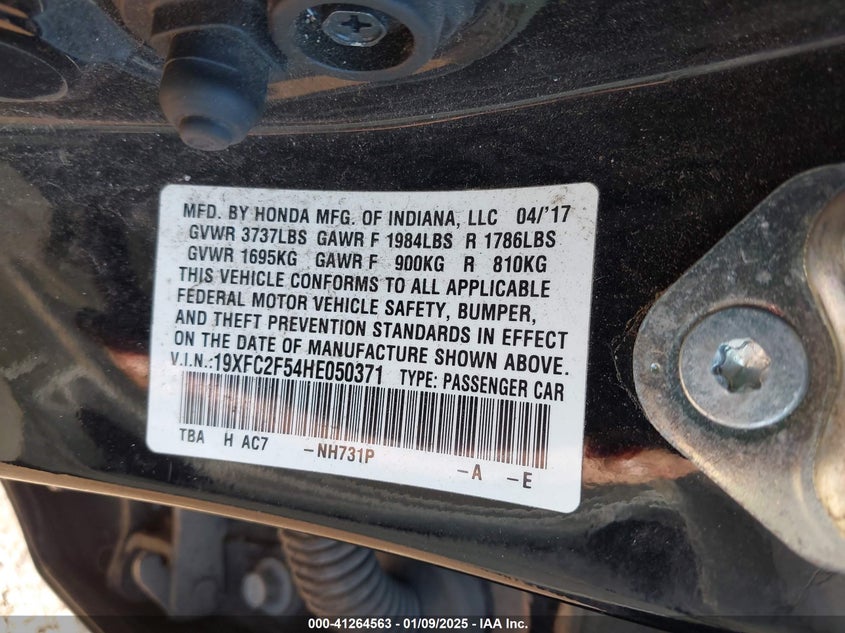 MFD. BY HONDA MFG. OF INDIANA, LLC 04/'17
GVWR 3737LBS GAWR F 1984LBS R 1786LBS
GVWR 1695KG GAWR F 900KG R 810KG
THIS VEHICLE CONFORMS TO ALL APPLICABLE
FEDERAL MOTOR VEHICLE SAFETY, BUMPER,
AND THEFT PREVENTION STANDARDS IN EFFECT
ON THE DATE OF MANUFACTURE SHOWN ABOVE.
V.I.N.:19XFC2F54HE050371 TYPE: PASSENGER CAR
TBA H AC7 -NH731P -A -E
000-41264563 - 01/09/2025 - © IAA Inc.